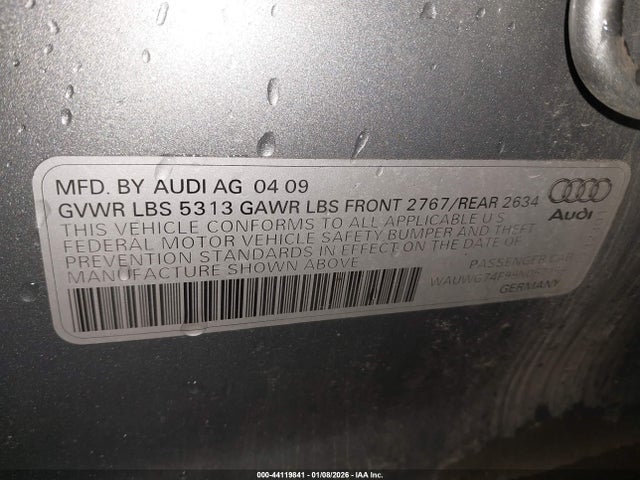 MFD. BY AUDI AG 04 09
GVWR LBS 5313 GAWR LBS FRONT 2767/REAR 2634
THIS VEHICLE CONFORMS TO ALL APPLICABLE U S
FEDERAL MOTOR VEHICLE SAFETY BUMPER AND THEFT
PREVENTION STANDARDS IN EFFECT ON THE DATE OF
MANUFACTURE SHOWN ABOVE
Audi
PASSENGER CAR
GERMANY
000-44119841 | 01/08/2026 | IAA Inc.